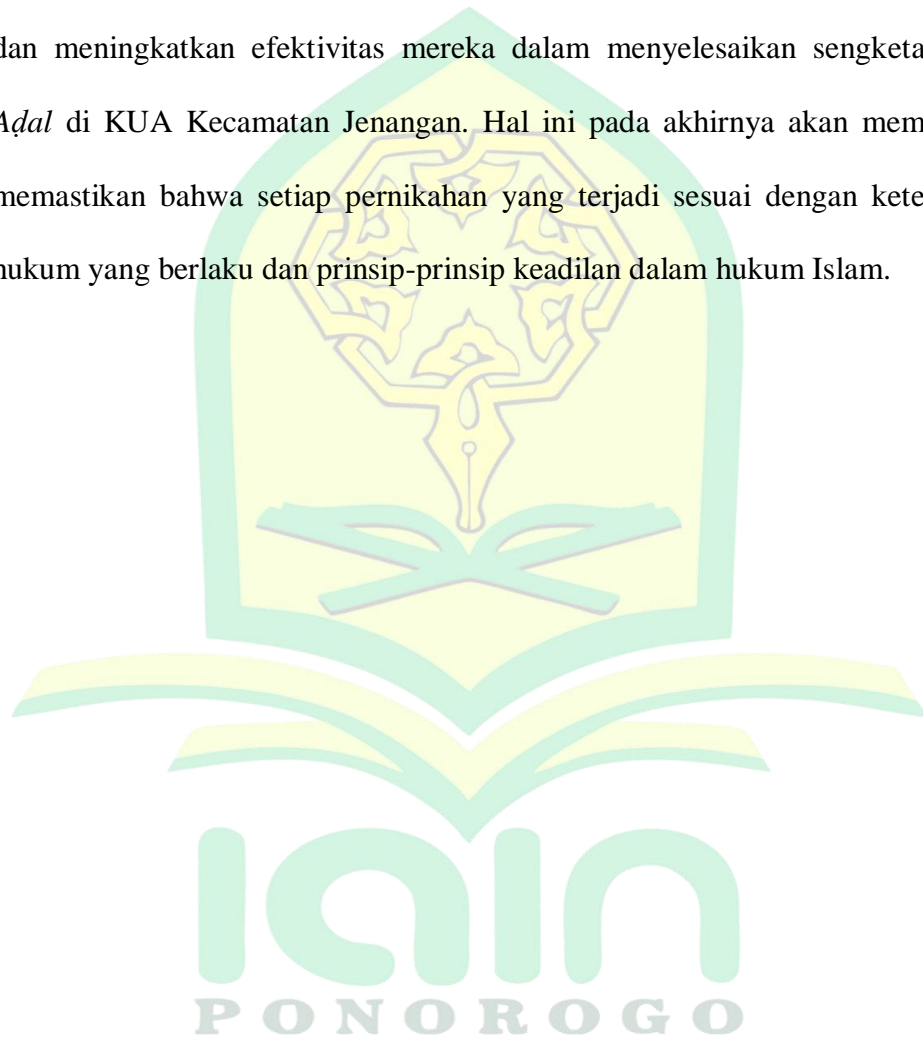 dan meningkatkan efektivitas mereka dalam menyelesaikan sengketa
Aḍal di KUA Kecamatan Jenangan. Hal ini pada akhirnya akan mem
memastikan bahwa setiap pernikahan yang terjadi sesuai dengan kete
hukum yang berlaku dan prinsip-prinsip keadilan dalam hukum Islam.
iain
PONOROGO